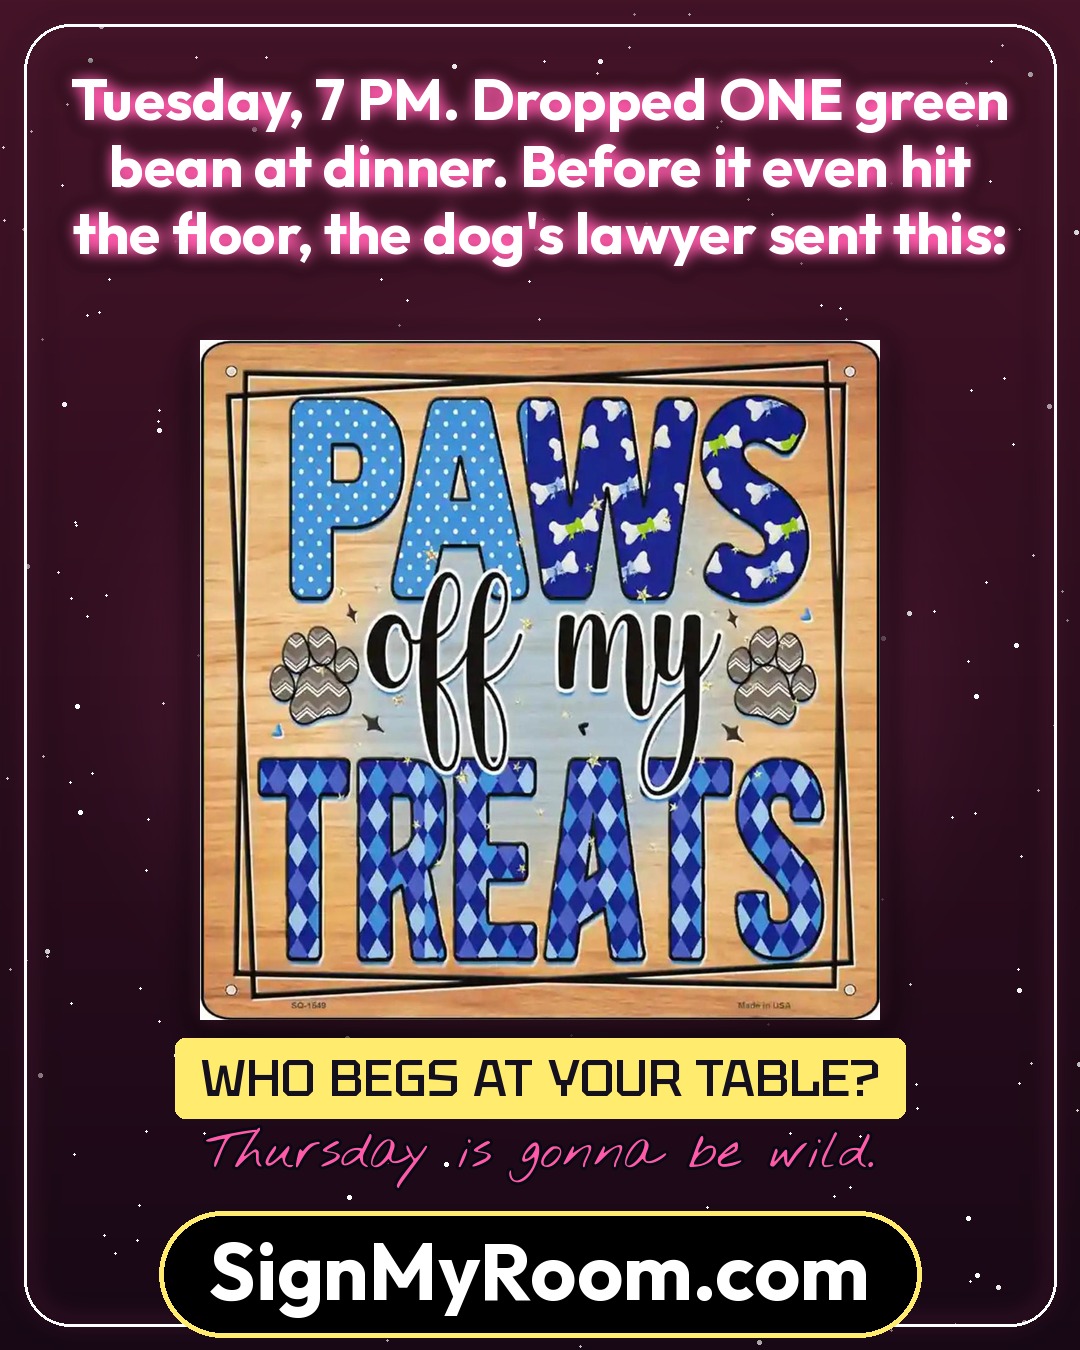 Tuesday, 7 PM. Dropped ONE green
bean at dinner. Before it even hit
the floor, the dog's lawyer sent this:
PAWS
off my
TREATS
SQ-1549
Made in USA
WHO BEGS AT YOUR TABLE?
Thursday is gonna be wild.
SignMyRoom.com